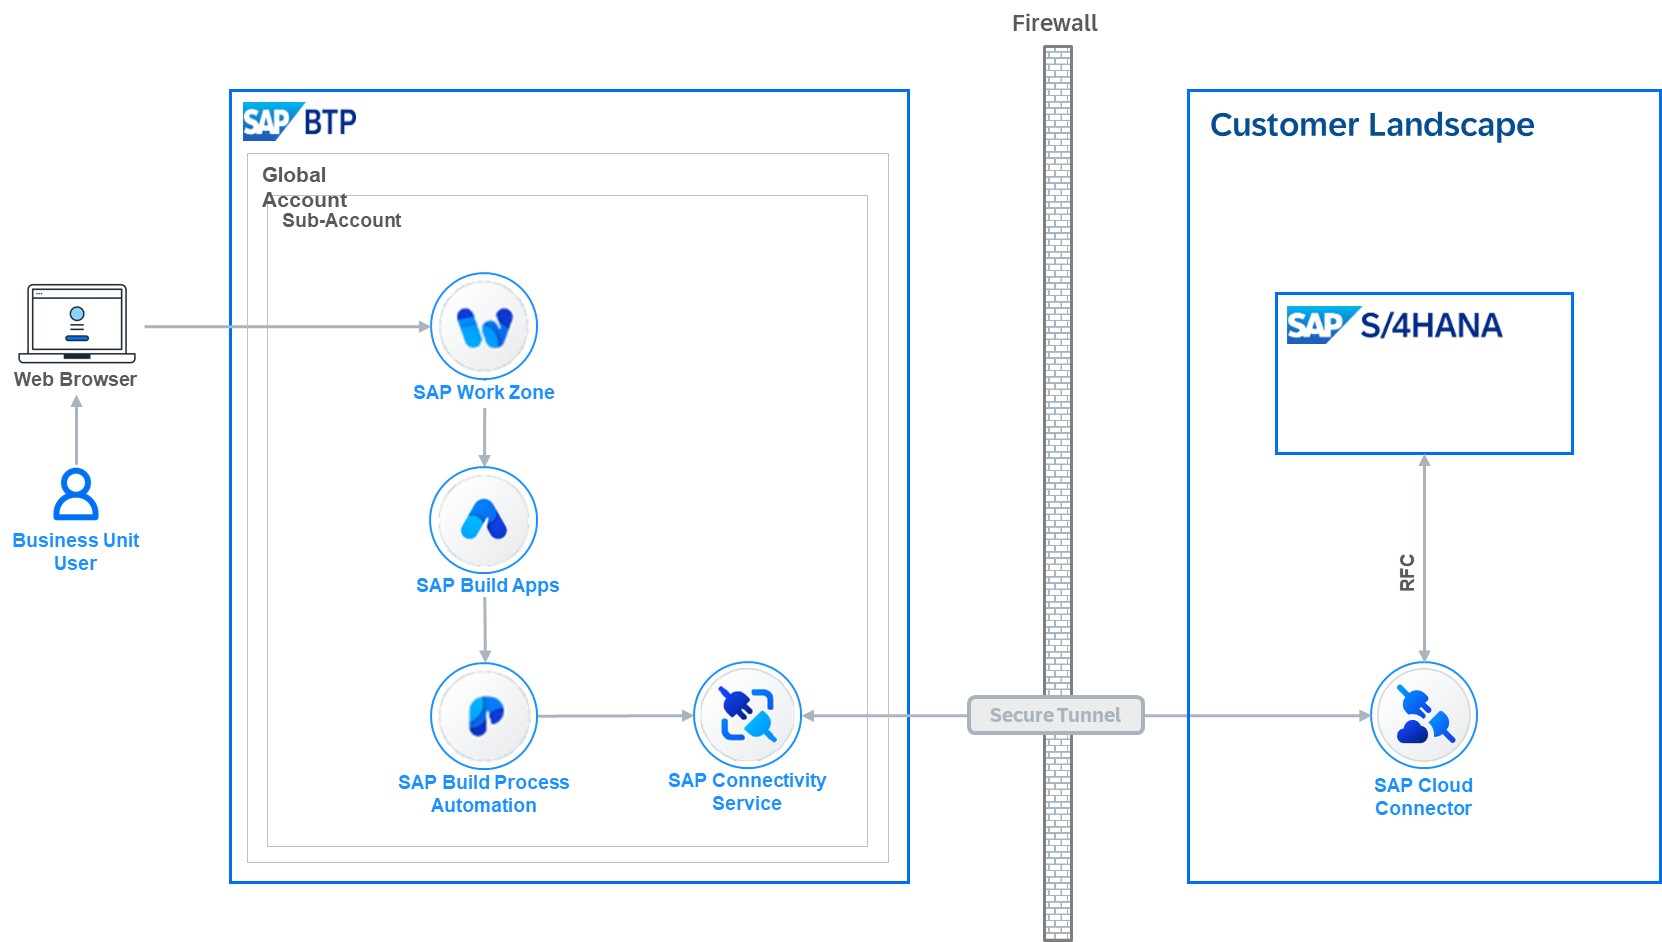 Firewall
SAP BTP
Global
Account
Sub-Account
Customer Landscape
SAP S/4HANA
Web Browser
SAP Work Zone
Business Unit
User
SAP Build Apps
RFC
Secure Tunnel
SAP Build Process
Automation
SAP Connectivity
Service
SAP Cloud
Connector